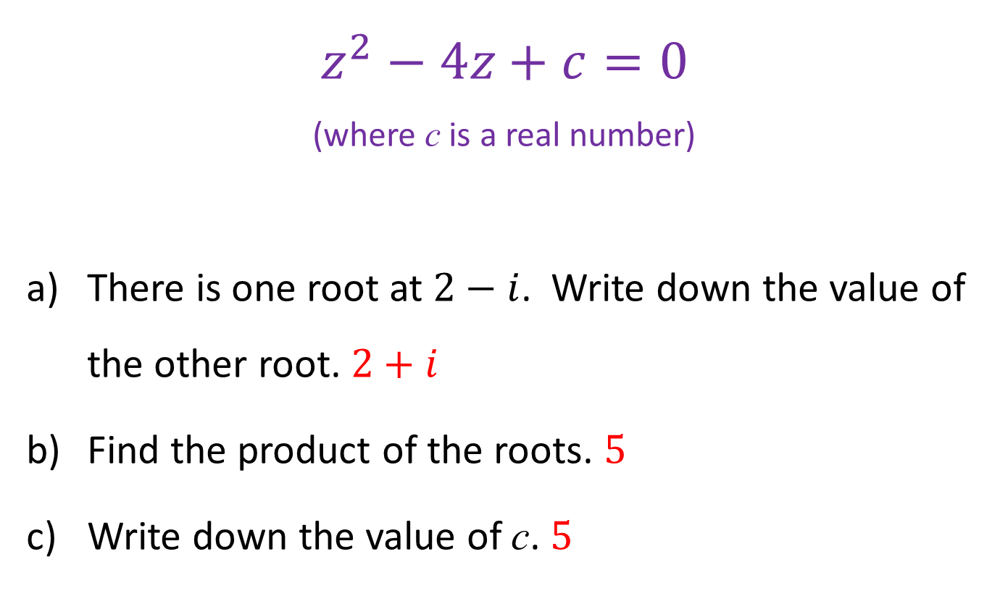 z² − 4z + c = 0
(where c is a real number)
a) There is one root at 2 − i. Write down the value of
the other root. 2 + i
b) Find the product of the roots. 5
c) Write down the value of c. 5